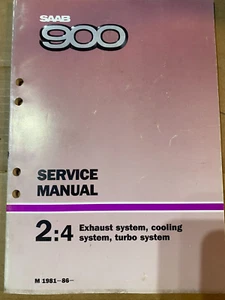 SAAB
900
SERVICE
MANUAL
2:4 Exhaust system, cooling
system, turbo system
M 1981–86–